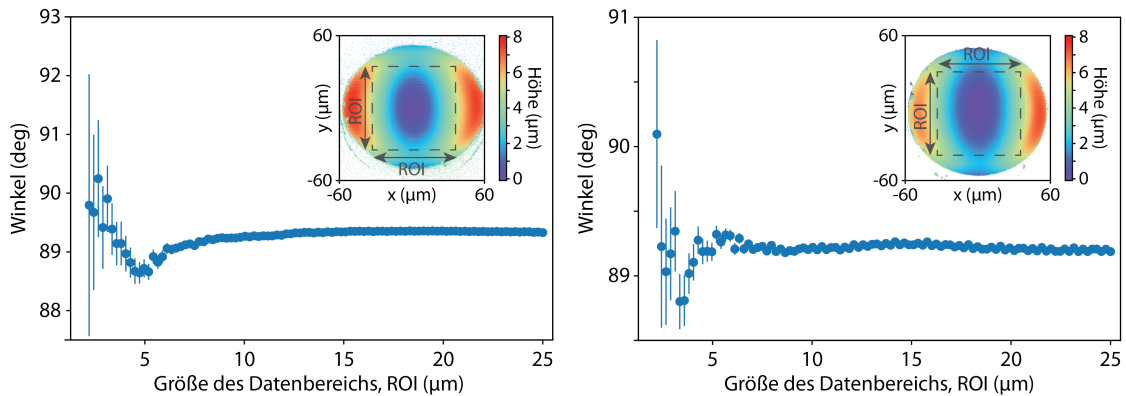 93
92
91
90
89
88
Winkel (deg)
5
10
15
20
25
Größe des Datenbereichs, ROI (µm)
60
-60
y (µm)
-60
60
x (µm)
ROI
ROI
8
6
4
2
0
Höhe (µm)
91
90
89
Winkel (deg)
5
10
15
20
25
Größe des Datenbereichs, ROI (µm)
60
-60
y (µm)
-60
60
x (µm)
ROI
ROI
8
6
4
2
0
Höhe (µm)